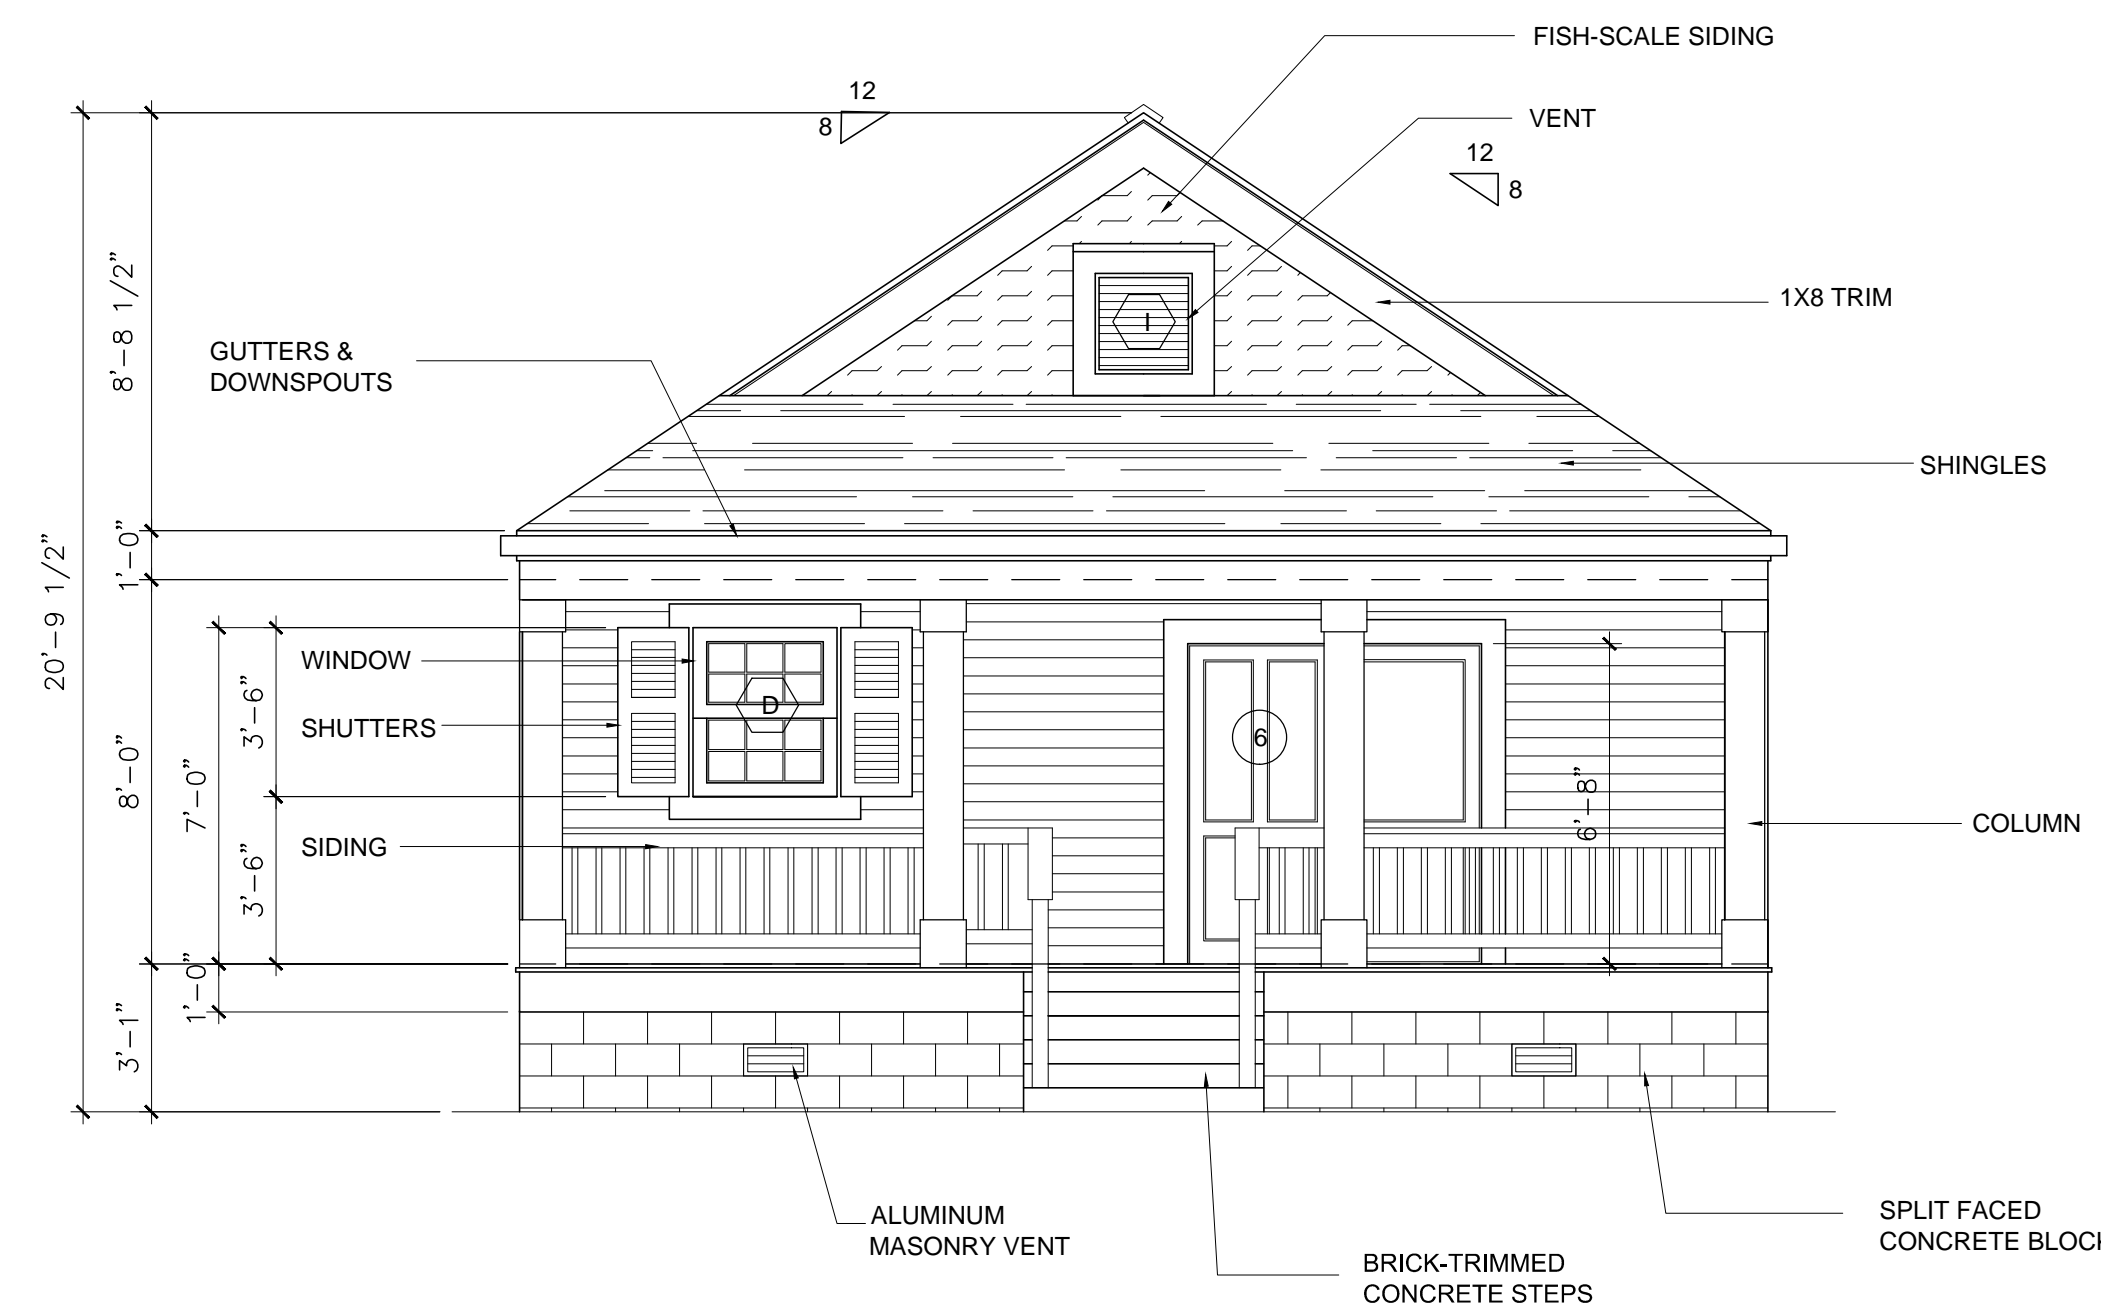 FISH-SCALE SIDING
12
8
VENT
12
8
1X8 TRIM
I
8'-8 1/2"
GUTTERS &
DOWNSPOUTS
SHINGLES
20'-9 1/2"
1'-0"
WINDOW
3'-6"
D
SHUTTERS
6
8'-0"
7'-0"
6'-8"
COLUMN
SIDING
3'-6"
1'-0"
3'-1"
ALUMINUM
MASONRY VENT
SPLIT FACED
CONCRETE BLOCK
BRICK-TRIMMED
CONCRETE STEPS